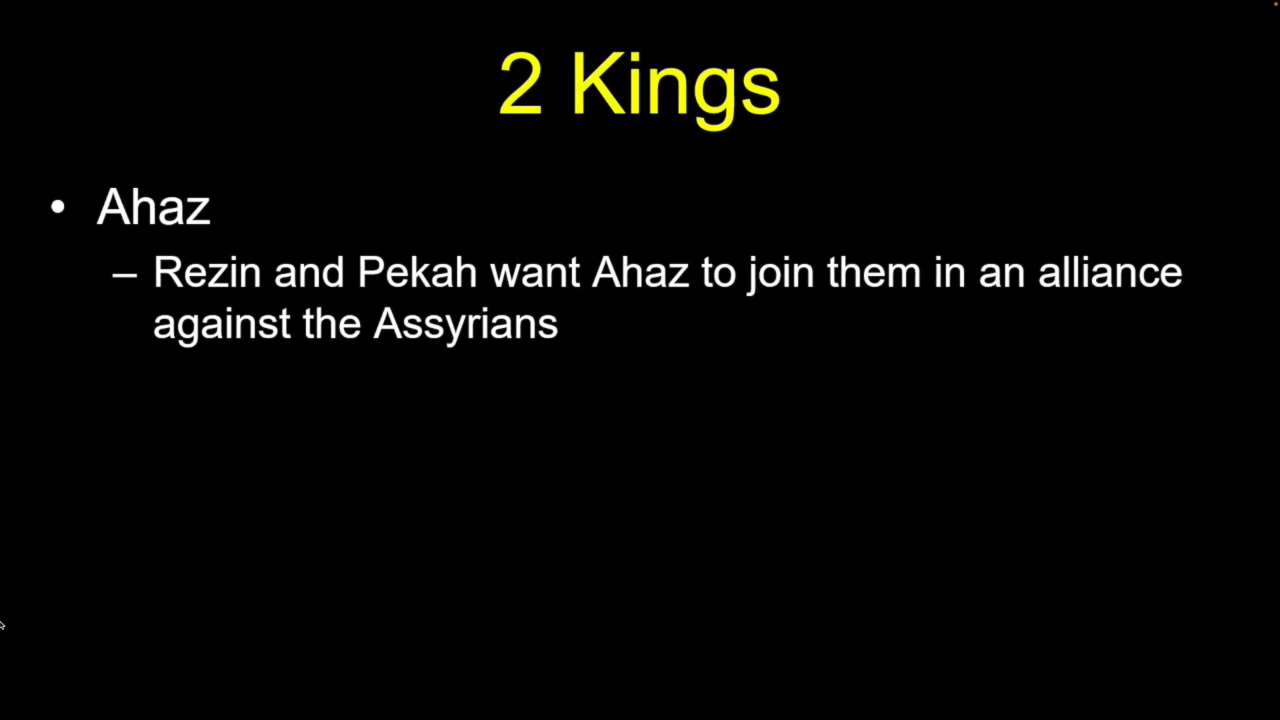 2 Kings
• Ahaz
– Rezin and Pekah want Ahaz to join them in an alliance
against the Assyrians